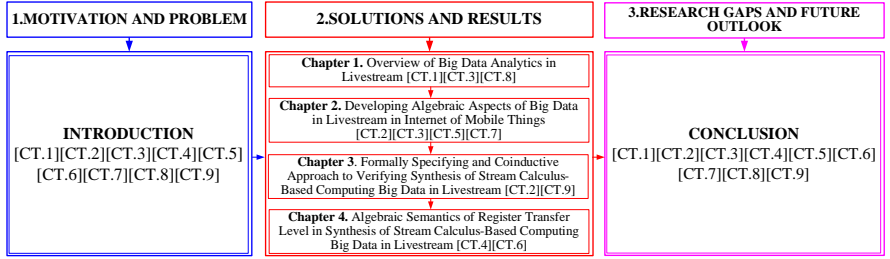 1.MOTIVATION AND PROBLEM
2.SOLUTIONS AND RESULTS
3.RESEARCH GAPS AND FUTURE
OUTLOOK
INTRODUCTION
[CT.1][CT.2][CT.3][CT.4][CT.5]
[CT.6][CT.7][CT.8][CT.9]
Chapter 1. Overview of Big Data Analytics in
Livestream [CT.1][CT.3][CT.8]
Chapter 2. Developing Algebraic Aspects of Big Data
in Livestream in Internet of Mobile Things
[CT.2][CT.3][CT.5][CT.7]
Chapter 3. Formally Specifying and Coinductive
Approach to Verifying Synthesis of Stream Calculus-
Based Computing Big Data in Livestream [CT.2][CT.9]
Chapter 4. Algebraic Semantics of Register Transfer
Level in Synthesis of Stream Calculus-Based Computing
Big Data in Livestream [CT.4][CT.6]
CONCLUSION
[CT.1][CT.2][CT.3][CT.4][CT.5][CT.6]
[CT.7][CT.8][CT.9]